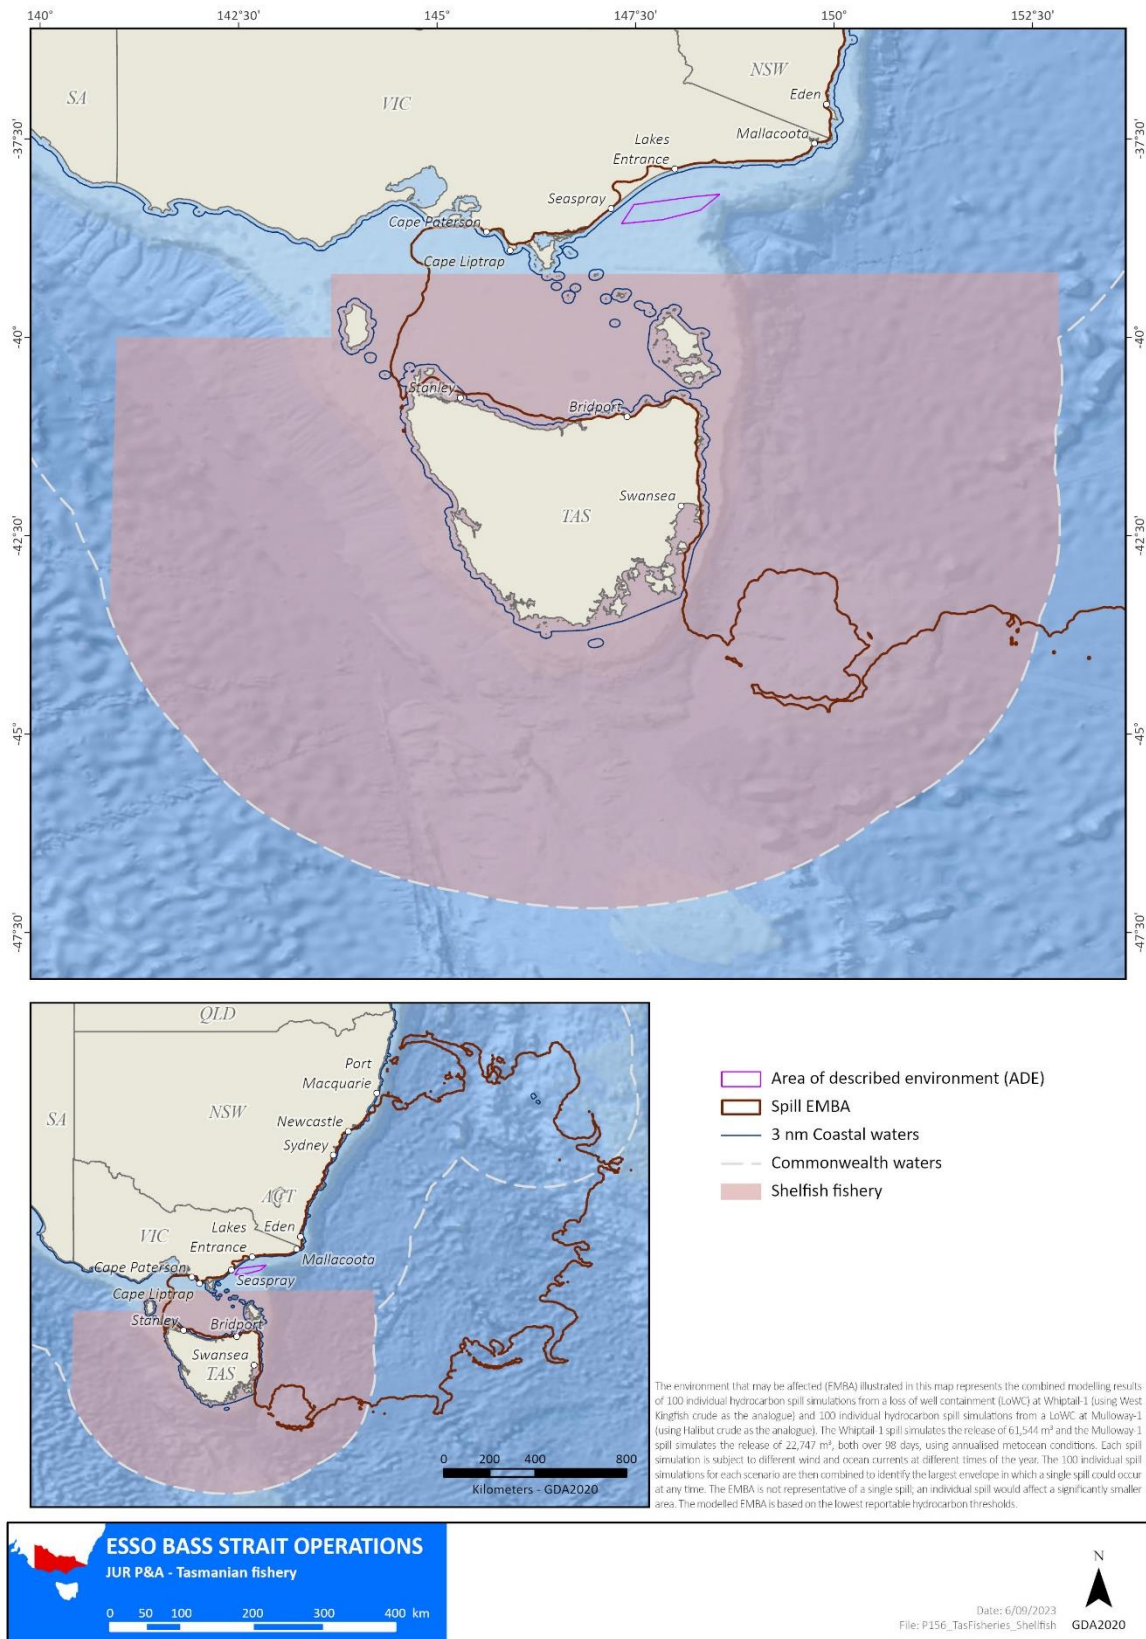 140° 142°30' 145° 147°30' 150° 152°30'
NSW
SA
VIC
Eden
Mallacoota
-37°30' -37°30'
Lakes
Entrance
Seaspray
Cape Paterson
Cape Liptrap
-40° -40°
Stanley
Bridport
Swansea
TAS
-42°30' -42°30'
-45° -45°
-47°30' -47°30'
QLD
Port
Macquarie
SA
NSW
Newcastle
Sydney
ACT
Lakes
Eden
VIC
Entrance
Mallacoota
Cape Paterson
Seaspray
Cape Liptrap
Stanley
Bridport
Swansea
TAS
0 200 400 800
Kilometers - GDA2020
Area of described environment (ADE)
Spill EMBA
3 nm Coastal waters
Commonwealth waters
Shelfish fishery
The environment that may be affected (EMBA) illustrated in this map represents the combined modelling results
of 100 individual hydrocarbon spill simulations from a loss of well containment (LoWC) at Whiptail-1 (using West
Kingfish crude as the analogue) and 100 individual hydrocarbon spill simulations from a LoWC at Mulloway-1
(using Halibut crude as the analogue). The Whiptail-1 spill simulates the release of 61,544 m³ and the Mulloway-1
spill simulates the release of 22,747 m³, both over 98 days, using annualised metocean conditions. Each spill
simulation is subject to different wind and ocean currents at different times of the year. The 100 individual spill
simulations for each scenario are then combined to identify the largest envelope in which a single spill could occur
at any time. The EMBA is not representative of a single spill; an individual spill would affect a significantly smaller
area. The modelled EMBA is based on the lowest reportable hydrocarbon thresholds.
ESSO BASS STRAIT OPERATIONS
JUR P&A - Tasmanian fishery
0 50 100 200 300 400 km
N
GDA2020
Date: 6/09/2023
File: P156_TasFisheries_Shellfish